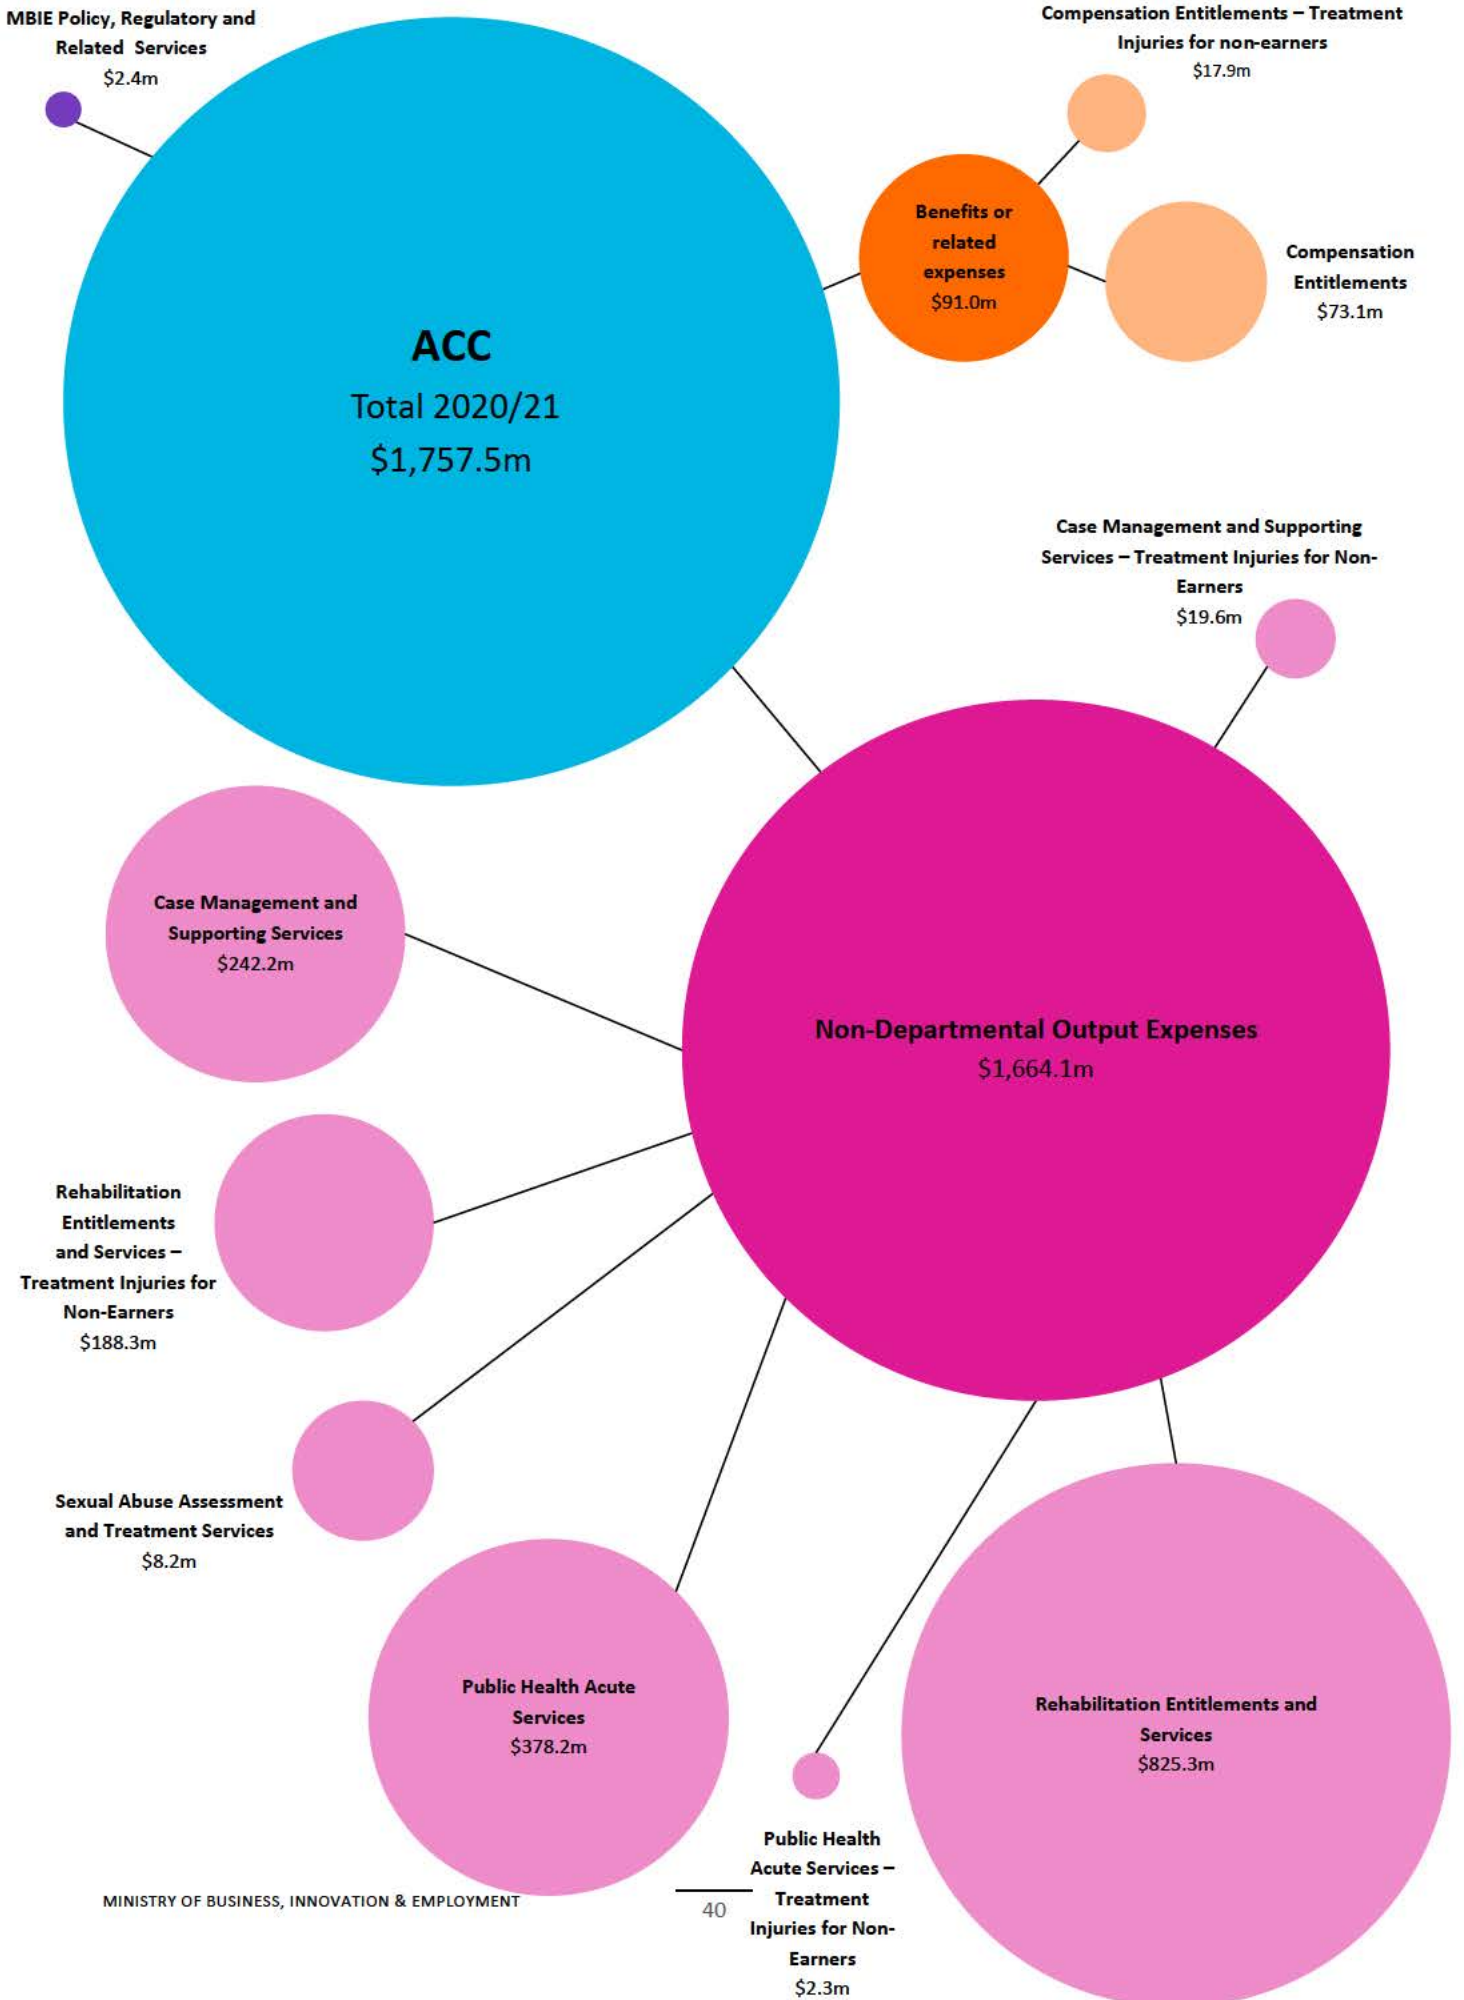 MBIE Policy, Regulatory and
Related Services
$2.4m
Compensation Entitlements – Treatment
Injuries for non-earners
$17.9m
Benefits or
related
expenses
$91.0m
Compensation
Entitlements
$73.1m
ACC
Total 2020/21
$1,757.5m
Case Management and Supporting
Services – Treatment Injuries for Non-
Earners
$19.6m
Case Management and
Supporting Services
$242.2m
Non-Departmental Output Expenses
$1,664.1m
Rehabilitation
Entitlements
and Services –
Treatment Injuries for
Non-Earners
$188.3m
Sexual Abuse Assessment
and Treatment Services
$8.2m
Public Health Acute
Services
$378.2m
Rehabilitation Entitlements and
Services
$825.3m
Public Health
Acute Services –
Treatment
Injuries for Non-
Earners
$2.3m
MINISTRY OF BUSINESS, INNOVATION & EMPLOYMENT
40